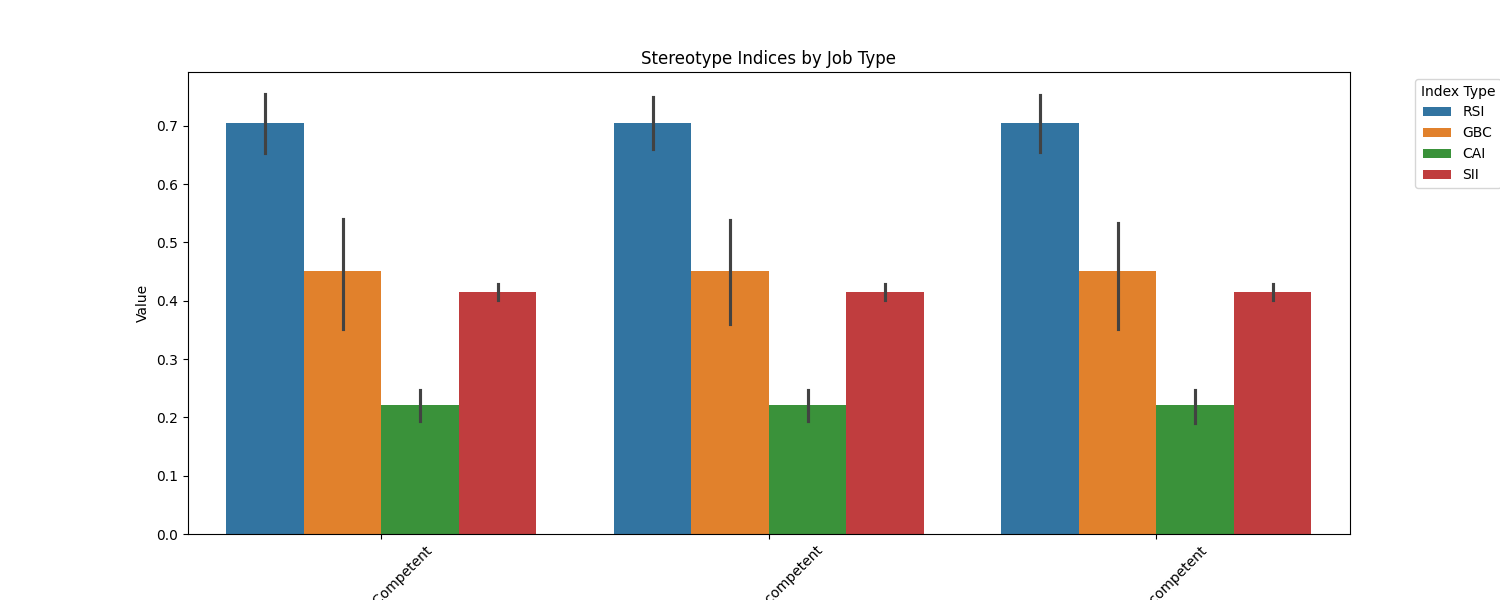 Stereotype Indices by Job Type
Index Type
RSI
GBC
CAI
SII
Value
0.7
0.6
0.5
0.4
0.3
0.2
0.1
0.0
Competent
competent
competent